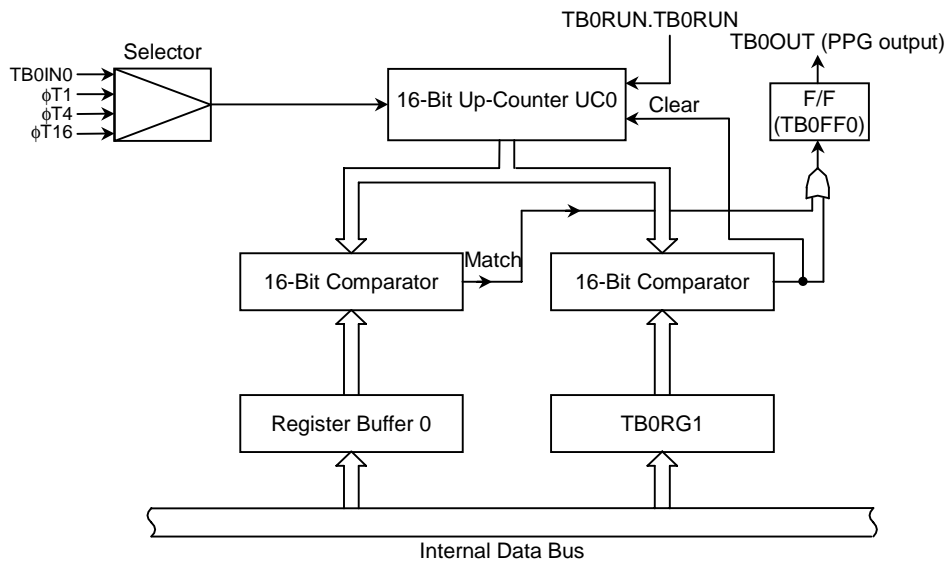 TB0RUN.TB0RUN
TB0OUT (PPG output)
Selector
TB0IN0
ϕT1
ϕT4
ϕT16
16-Bit Up-Counter UC0
Clear
F/F
(TB0FF0)
Match
16-Bit Comparator
16-Bit Comparator
Register Buffer 0
TB0RG1
Internal Data Bus